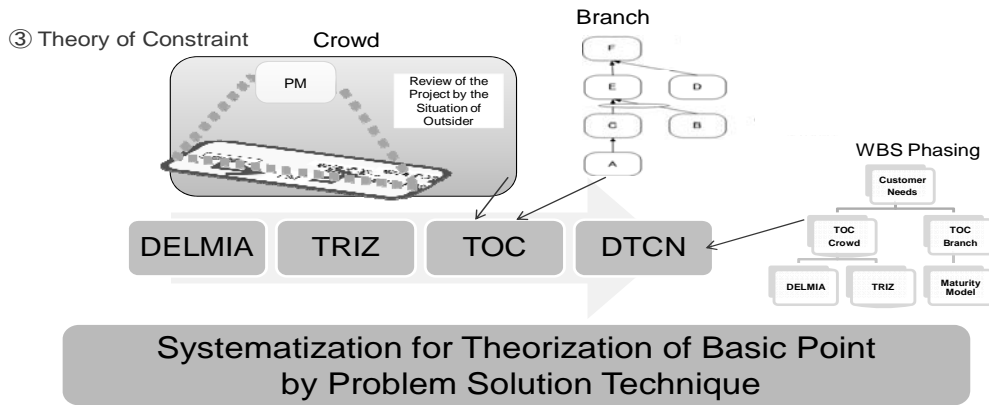 ③ Theory of Constraint
Crowd
Branch
PM
Review of the
Project by the
Situation of
Outsider
F
E
D
C
B
A
WBS Phasing
Customer
Needs
TOC
Crowd
TOC
Branch
DELMIA
TRIZ
Maturity
Model
DELMIA
TRIZ
TOC
DTCN
Systematization for Theorization of Basic Point
by Problem Solution Technique